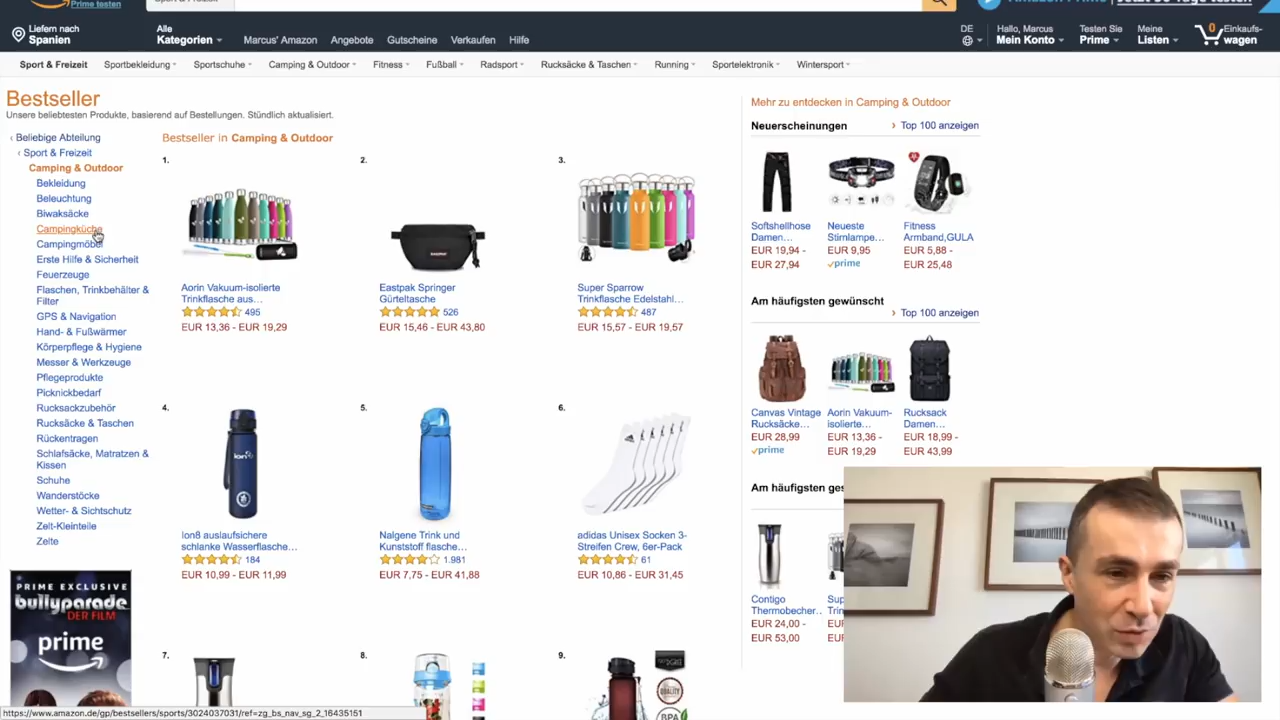 Prime testen
Sport & Freizeit
Jetzt 30 Tage testen
Liefern nach
Spanien
Alle
Kategorien
Marcus' Amazon
Angebote
Gutscheine
Verkaufen
Hilfe
DE
Hallo, Marcus
Mein Konto
Testen Sie
Prime
Meine
Listen
0
Einkaufs-
wagen
Sport & Freizeit
Sportbekleidung
Sportschuhe
Camping & Outdoor
Fitness
Fußball
Radsport
Rucksäcke & Taschen
Running
Sportelektronik
Wintersport
Bestseller
Unsere beliebtesten Produkte, basierend auf Bestellungen. Stündlich aktualisiert.
‹ Beliebige Abteilung
‹ Sport & Freizeit
Camping & Outdoor
Bekleidung
Beleuchtung
Biwaksäcke
Campingküche
Campingmöbel
Erste Hilfe & Sicherheit
Feuerzeuge
Flaschen, Trinkbehälter &
Filter
GPS & Navigation
Hand- & Fußwärmer
Körperpflege & Hygiene
Messer & Werkzeuge
Pflegeprodukte
Picknickbedarf
Rucksackzubehör
Rucksäcke & Taschen
Rückentragen
Schlafsäcke, Matratzen &
Kissen
Schuhe
Wanderstöcke
Wetter- & Sichtschutz
Zelt-Kleinteile
Zelte
PRIME EXCLUSIVE
bullyparade
DER FILM
prime
Bestseller in Camping & Outdoor
1.
Aorin Vakuum-isolierte
Trinkflasche aus…
495
EUR 13,36 - EUR 19,29
2.
Eastpak Springer
Gürteltasche
526
EUR 15,46 - EUR 43,80
3.
Super Sparrow
Trinkflasche Edelstahl…
487
EUR 15,57 - EUR 19,57
4.
ion8
Ion8 auslaufsichere
schlanke Wasserflasche…
184
EUR 10,99 - EUR 11,99
5.
Nalgene Trink und
Kunststoff flasche…
1.981
EUR 7,75 - EUR 41,88
6.
adidas Unisex Socken 3-
Streifen Crew, 6er-Pack
61
EUR 10,86 - EUR 31,45
7.
8.
9.
QUALITY
BPA
Mehr zu entdecken in Camping & Outdoor
Neuerscheinungen
› Top 100 anzeigen
Softshellhose
Damen…
EUR 19,94 -
EUR 27,94
Neueste
Stirnlampe…
EUR 9,95
prime
Fitness
Armband,GULA
EUR 5,88 -
EUR 25,48
Am häufigsten gewünscht
› Top 100 anzeigen
Canvas Vintage
Rucksäcke…
EUR 28,99
prime
Aorin Vakuum-
isolierte…
EUR 13,36 -
EUR 19,29
Rucksack
Damen…
EUR 18,99 -
EUR 43,99
Am häufigsten ges
Contigo
Thermobecher…
EUR 24,00 -
EUR 53,00
https://www.amazon.de/gp/bestsellers/sports/3024037031/ref=zg_bs_nav_sg_2_16435151